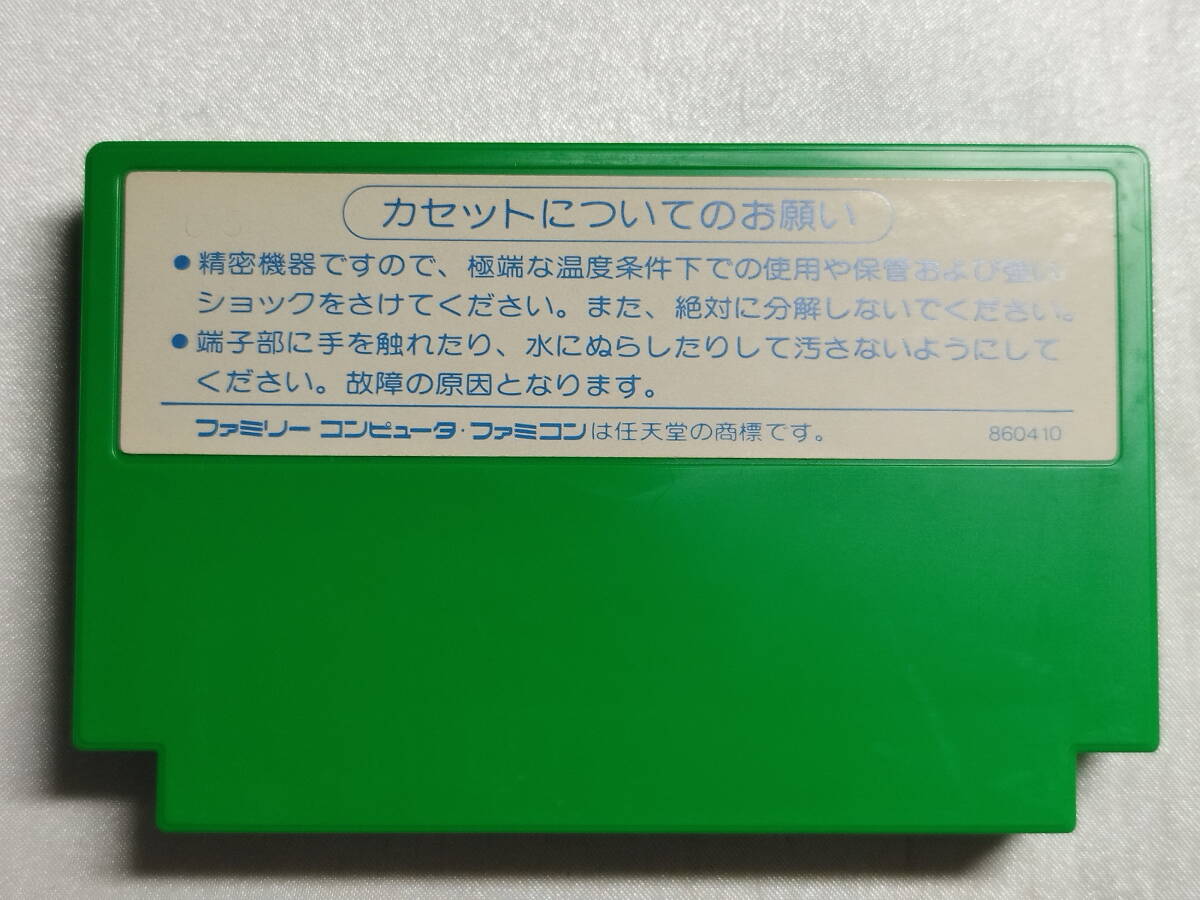 カセットについてのお願い
●精密機器ですので、極端な温度条件下での使用や保管および強い
ショックをさけてください。また、絶対に分解しないでください。
●端子部に手を触れたり、水にぬらしたりして汚さないようにして
ください。故障の原因となります。
ファミリー コンピュータ・ファミコンは任天堂の商標です。 860410